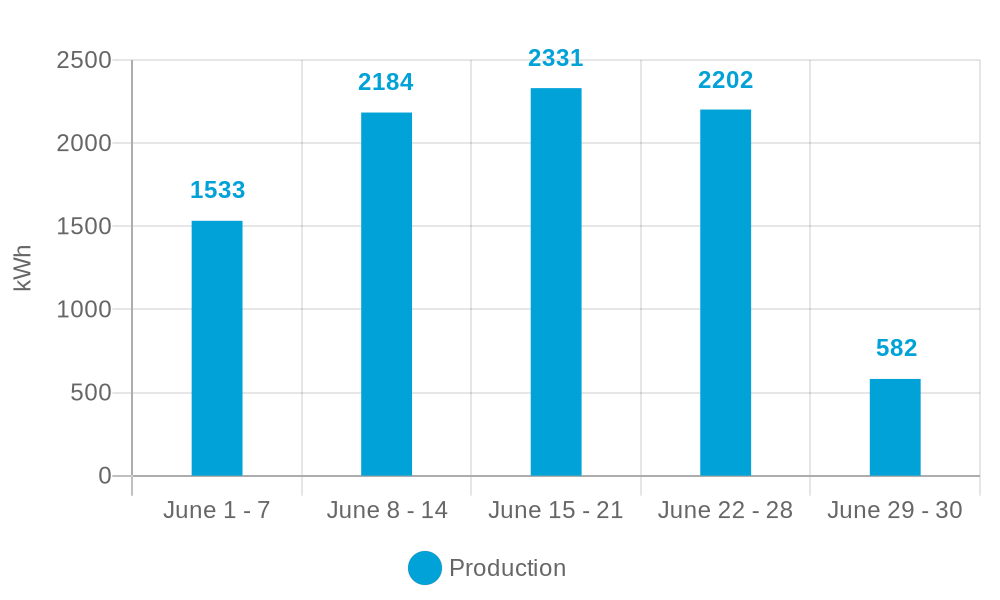 2500
2000
1500
1000
500
0
kWh
1533
2184
2331
2202
582
June 1 - 7
June 8 - 14
June 15 - 21
June 22 - 28
June 29 - 30
Production